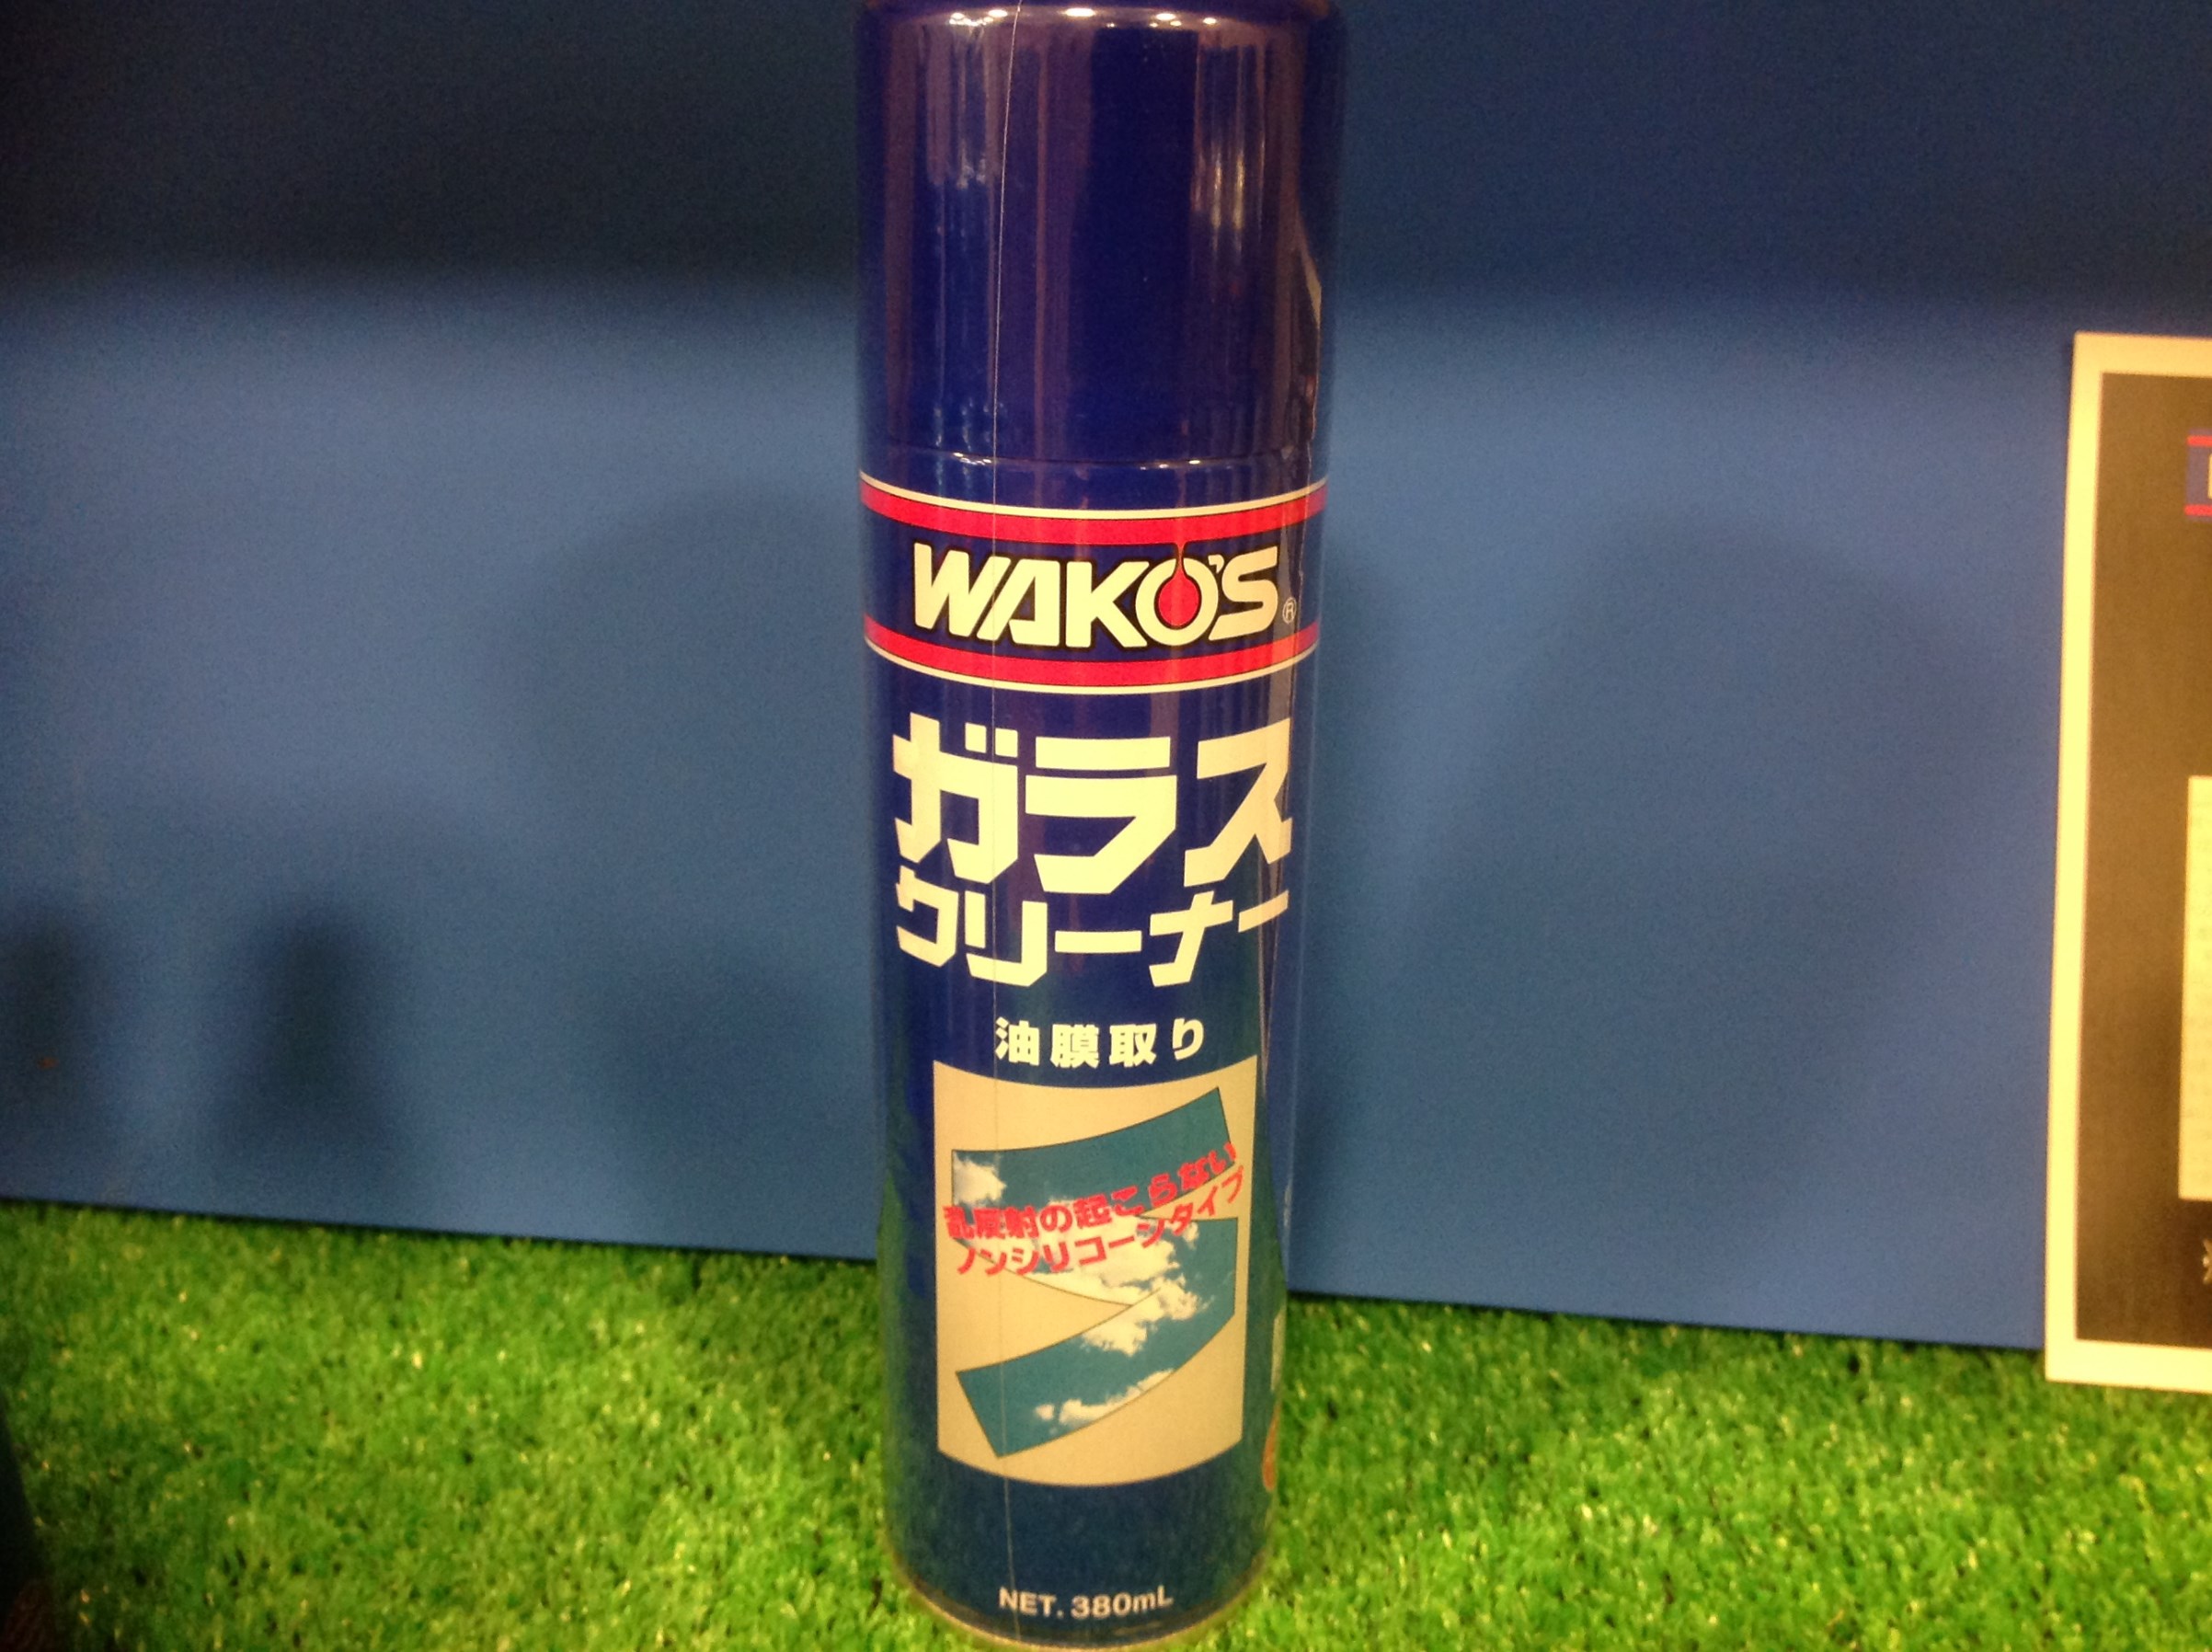 WAKO'S®
ガラス
クリーナー
油膜取り
乱反射の起こらない
ノンシリコーンタイプ
NET. 380mL